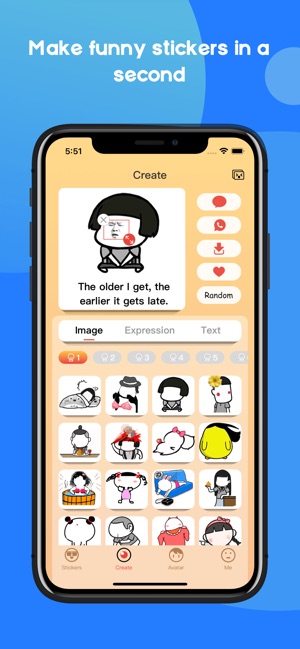 Make funny stickers in a
second
5:51
Create
The older I get, the
earlier it gets late.
Random
Image Expression Text
1 2 3 4 5
Stickers Create Avatar Me